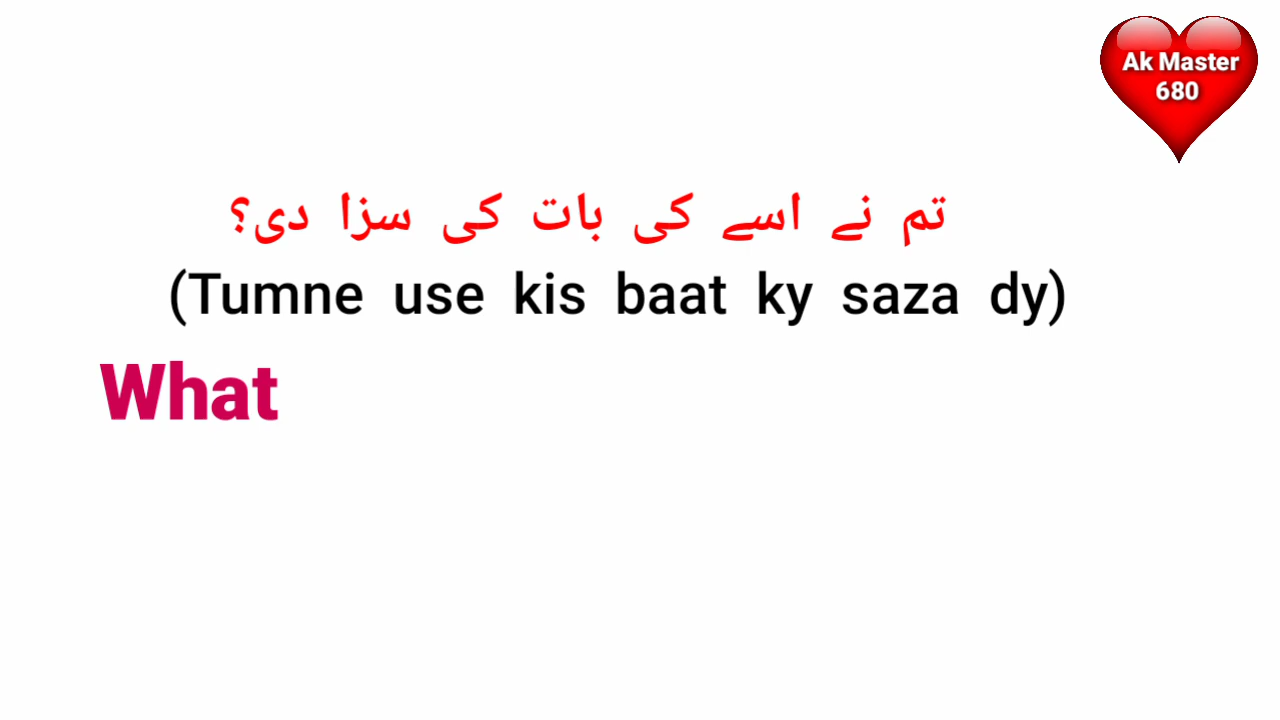 Ak Master
680
تم نے اسے کی بات کی سزا دی؟
(Tumne use kis baat ky saza dy)
What